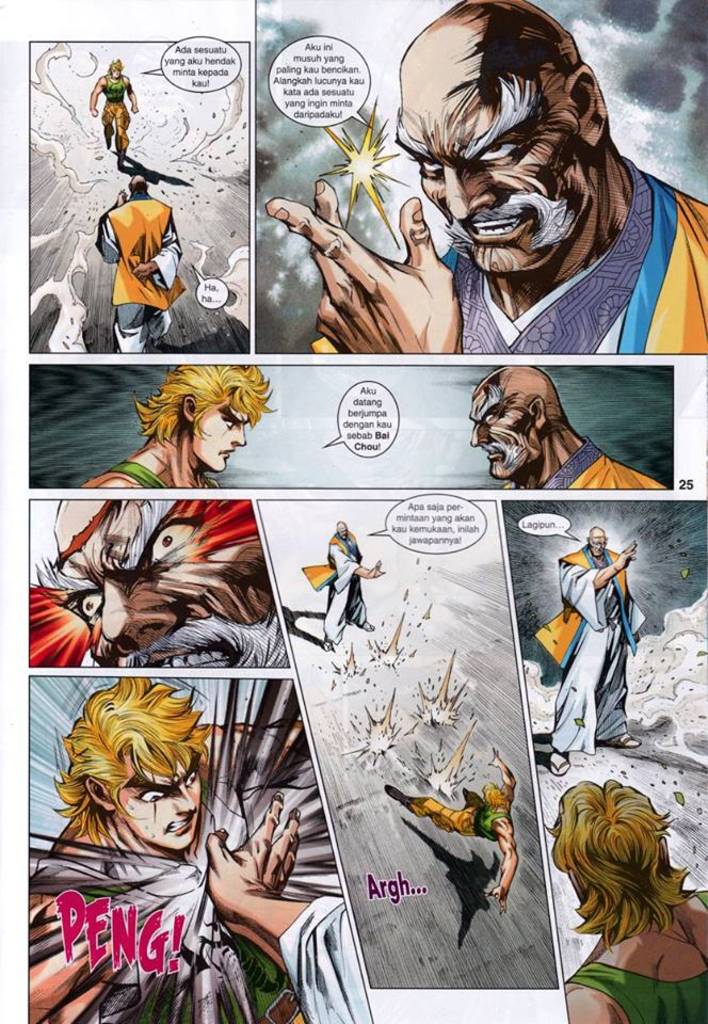 Ada sesuatu
yang aku hendak
minta kepada
kau!
Ha,
ha...
Aku ini
musuh yang
paling kau bencikan.
Alangkah lucunya kau
kata ada sesuatu
yang ingin minta
daripadaku!
Aku
datang
berjumpa
dengan kau
sebab Bai
Chou!
25
Apa saja per-
mintaan yang akan
kau kemukaan, inilah
jawapannya!
Lagipun...
PENG!
Argh...